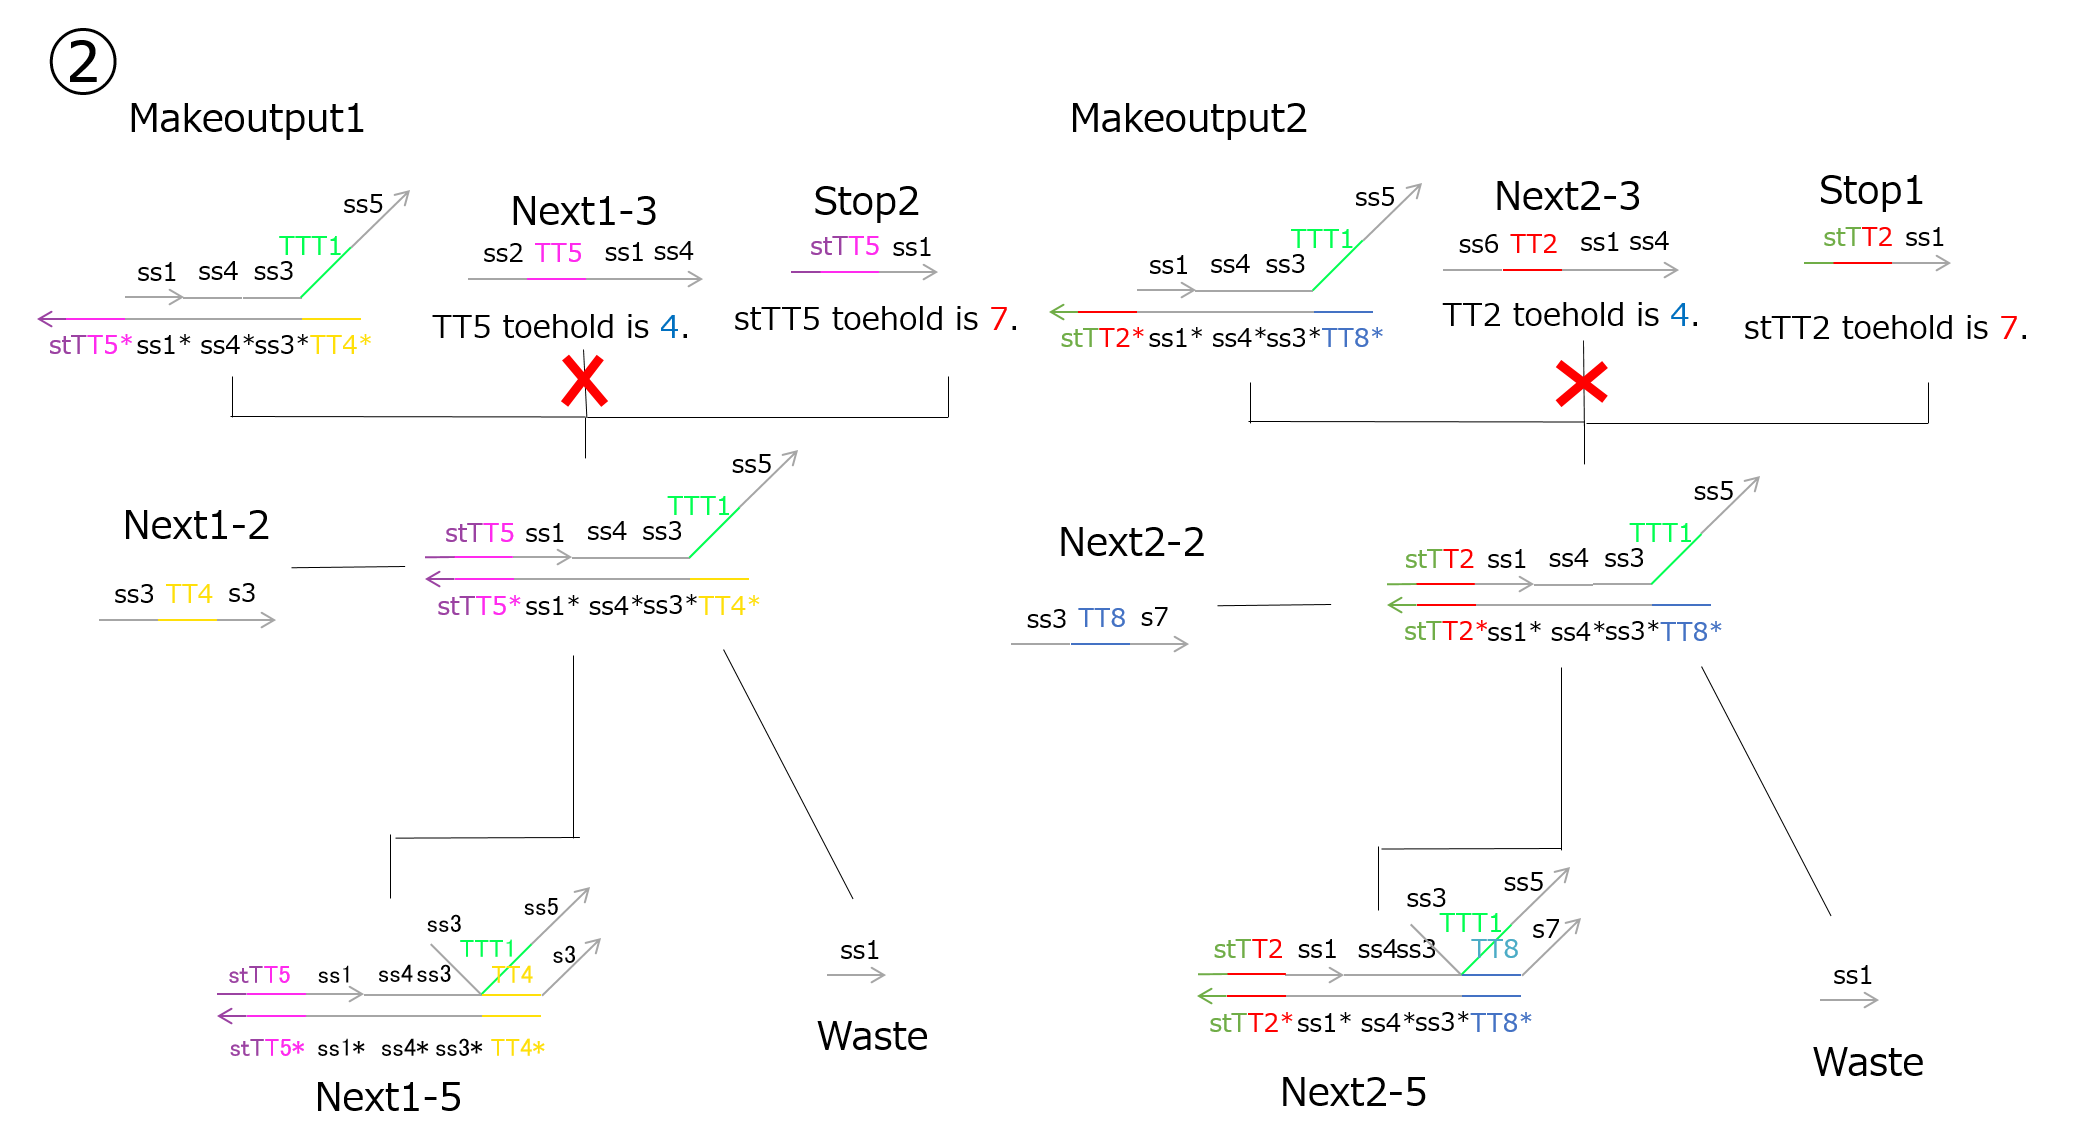 ②
Makeoutput1
ss5
TTT1
ss1 ss4 ss3
stTT5* ss1* ss4* ss3* TT4*
Next1-3
ss2 TT5 ss1 ss4
TT5 toehold is 4.
Stop2
stTT5 ss1
stTT5 toehold is 7.
Next1-2
ss3 TT4 s3
ss5
TTT1
stTT5 ss1 ss4 ss3
stTT5* ss1* ss4* ss3* TT4*
ss3 ss5
TTT1 s3
stTT5 ss1 ss4 ss3 TT4
stTT5* ss1* ss4* ss3* TT4*
Next1-5
ss1
Waste
Makeoutput2
ss5
TTT1
ss1 ss4 ss3
stTT2* ss1* ss4* ss3* TT8*
Next2-3
ss6 TT2 ss1 ss4
TT2 toehold is 4.
Stop1
stTT2 ss1
stTT2 toehold is 7.
Next2-2
ss3 TT8 s7
ss5
TTT1
stTT2 ss1 ss4 ss3
stTT2* ss1* ss4* ss3* TT8*
ss3 ss5
TTT1 s7
stTT2 ss1 ss4 ss3 TT8
stTT2* ss1* ss4* ss3* TT8*
Next2-5
ss1
Waste